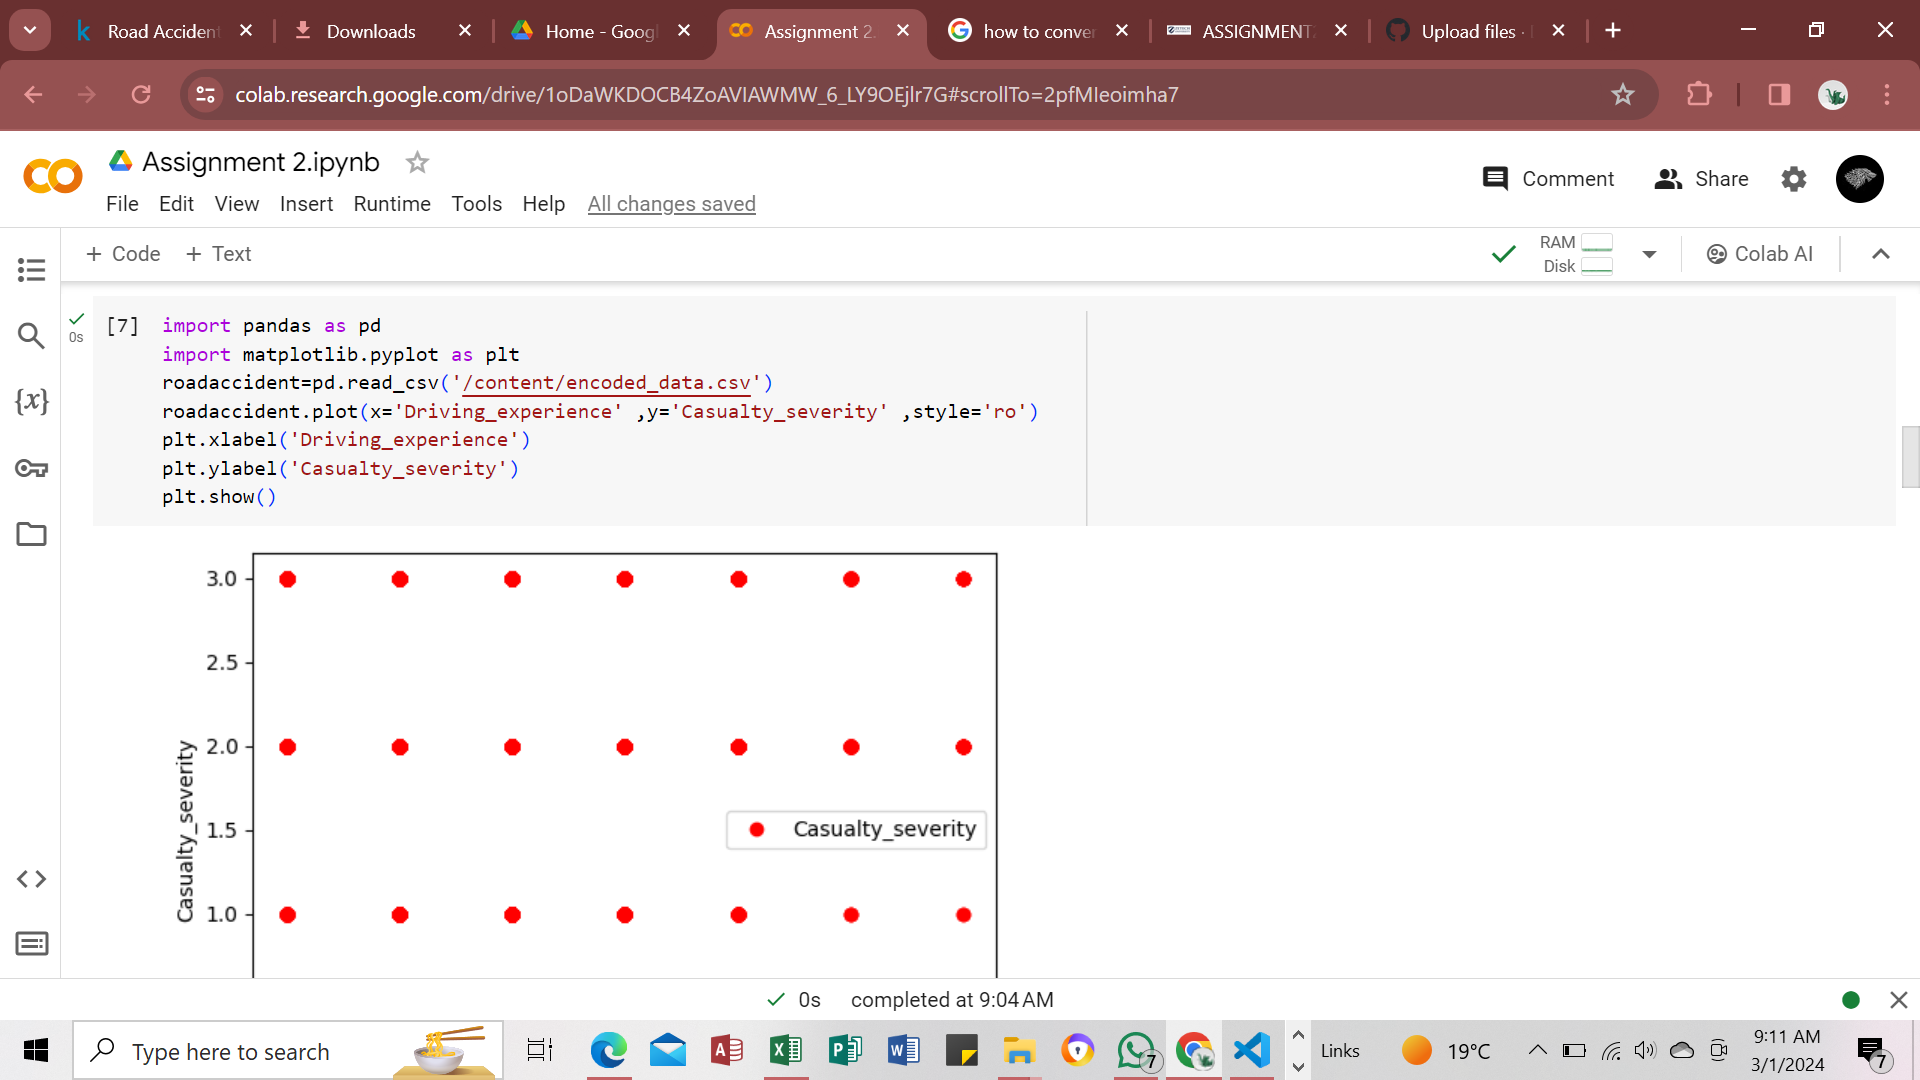 Road Acciden
Downloads
Home - Googl
Assignment 2.
how to conver
ASSIGNMENT
Upload files ·
colab.research.google.com/drive/1oDaWKDOCB4ZoAVIAWMW_6_LY9OEjlr7G#scrollTo=2pfMIeoimha7
Assignment 2.ipynb
Comment
Share
File Edit View Insert Runtime Tools Help All changes saved
+ Code + Text
RAM
Disk
Colab AI
0s
[7] import pandas as pd
import matplotlib.pyplot as plt
roadaccident=pd.read_csv('/content/encoded_data.csv')
roadaccident.plot(x='Driving_experience' ,y='Casualty_severity' ,style='ro')
plt.xlabel('Driving_experience')
plt.ylabel('Casualty_severity')
plt.show()
3.0
2.5
2.0
1.5
1.0
Casualty_severity
Casualty_severity
0s completed at 9:04 AM
Type here to search
7
Links
19°C
9:11 AM
3/1/2024
7